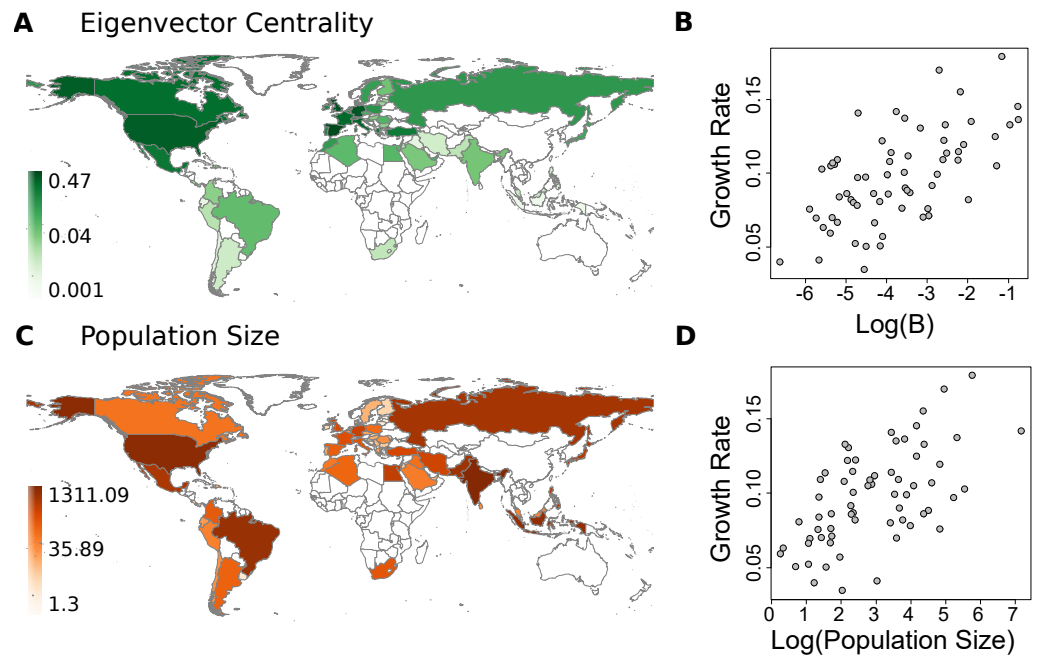 A Eigenvector Centrality
0.47
0.04
0.001
B
Growth Rate
0.15
0.10
0.05
-6 -5 -4 -3 -2 -1
Log(B)
C Population Size
1311.09
35.89
1.3
D
Growth Rate
0.15
0.10
0.05
0 1 2 3 4 5 6 7
Log(Population Size)